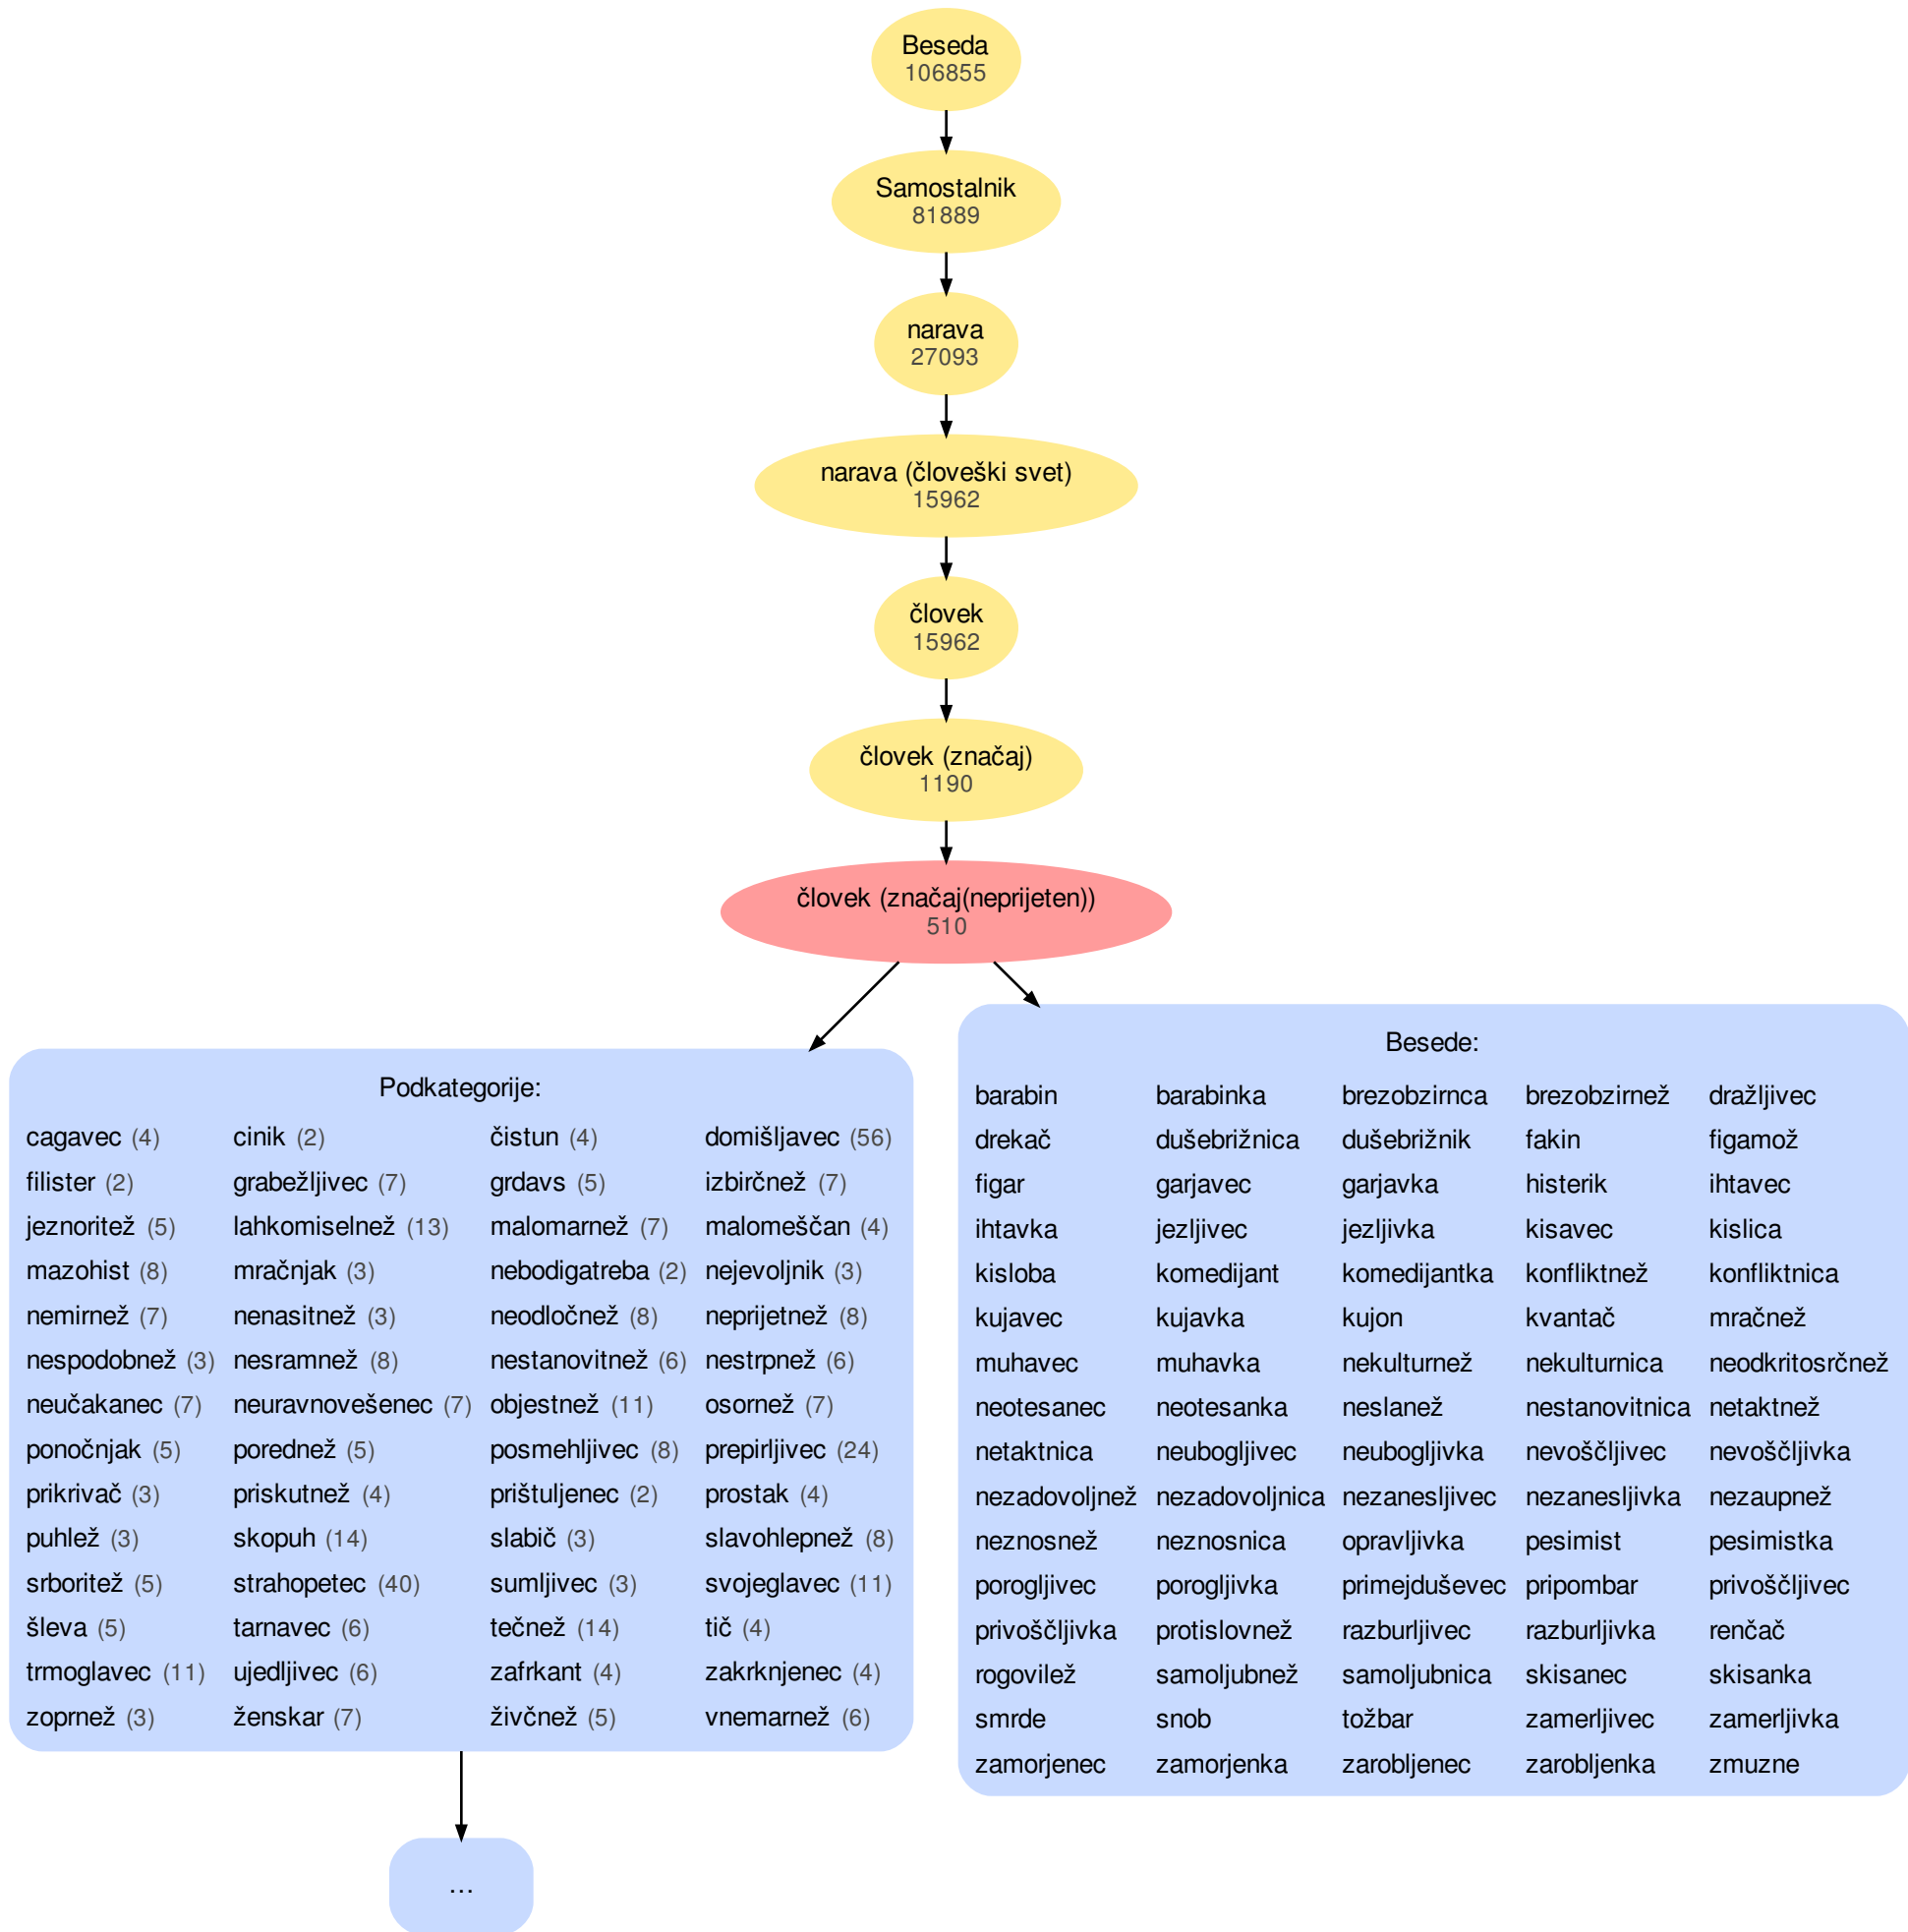 Beseda
106855
Samostalnik
81889
narava
27093
narava (človeški svet)
15962
človek
15962
človek (značaj)
1190
človek (značaj(neprijeten))
510
Podkategorije:
cagavec (4) cinik (2) čistun (4) domišljavec (56)
filister (2) grabežljivec (7) grdavs (5) izbirčnež (7)
jeznoritež (5) lahkomiselnež (13) malomarnež (7) malomeščan (4)
mazohist (8) mračnjak (3) nebodigatreba (2) nejevoljnik (3)
nemirnež (7) nenasitnež (3) neodločnež (8) neprijetnež (8)
nespodobnež (3) nesramnež (8) nestanovitnež (6) nestrpnež (6)
neučakanec (7) neuravnovešenec (7) objestnež (11) osornež (7)
ponočnjak (5) porednež (5) posmehljivec (8) prepirljivec (24)
prikrivač (3) priskutnež (4) prištuljenec (2) prostak (4)
puhlež (3) skopuh (14) slabič (3) slavohlepnež (8)
srboritež (5) strahopetec (40) sumljivec (3) svojeglavec (11)
šleva (5) tarnavec (6) tečnež (14) tič (4)
trmoglavec (11) ujedljivec (6) zafrkant (4) zakrknjenec (4)
zoprnež (3) ženskar (7) živčnež (5) vnemarnež (6)
Besede:
barabin barabinka brezobzirnca brezobzirnež dražljivec
drekač dušebrižnica dušebrižnik fakin figamož
figar garjavec garjavka histerik ihtavec
ihtavka jezljivec jezljivka kisavec kislica
kisloba komedijant komedijantka konfliktnež konfliktnica
kujavec kujavka kujon kvantač mračnež
muhavec muhavka nekulturnež nekulturnica neodkritosrčnež
neotesanec neotesanka neslanež nestanovitnica netaktnež
netaktnica neubogljivec neubogljivka nevoščljivec nevoščljivka
nezadovoljnež nezadovoljnica nezanesljivec nezanesljivka nezaupnež
neznosnež neznosnica opravljivka pesimist pesimistka
porogljivec porogljivka primejduševec pripombar privoščljivec
privoščljivka protislovnež razburljivec razburljivka renčač
rogovilež samoljubnež samoljubnica skisanec skisanka
smrde snob tožbar zamerljivec zamerljivka
zamorjenec zamorjenka zarobljenec zarobljenka zmuzne
...